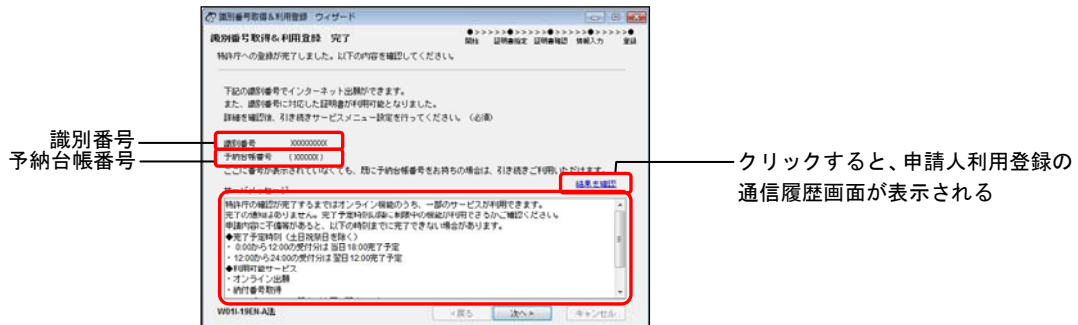 識別番号取得&利用登録 ウィザード
識別番号取得&利用登録 完了
●>>>>>●>>>>>●>>>>>●>>>>>●
開始 証明書指定 証明書確認 情報入力 登録
特許庁への登録が完了しました。以下の内容を確認してください。
下記の識別番号でインターネット出願ができます。
また、識別番号に対応した証明書が利用可能となりました。
詳細を確認後、引き続きサービスメニュー設定を行ってください。(必須)
識別番号
識別番号 XXXXXXXXX
予納台帳番号
予納台帳番号 (XXXXXX)
ここに番号が表示されていなくても、既に予納台帳番号をお持ちの場合は、引き続きご利用いただけます。
クリックすると、申請人利用登録の
通信履歴画面が表示される
結果を確認
サーバメッセージ
特許庁の確認が完了するまではオンライン機能のうち、一部のサービスが利用できます。
完了の通知はありません。完了予定時刻以降に制限中の機能が利用できるかご確認ください。
申請内容に不備等があると、以下の時刻までに完了できない場合があります。
◆完了予定時刻(土日祝祭日を除く)
・ 0:00から12:00の受付分は当日18:00完了予定
・ 12:00から24:00の受付分は翌日12:00完了予定
◆利用可能サービス
・オンライン出願
・納付番号取得
W01I-19EN-A改
<戻る 次へ> キャンセル